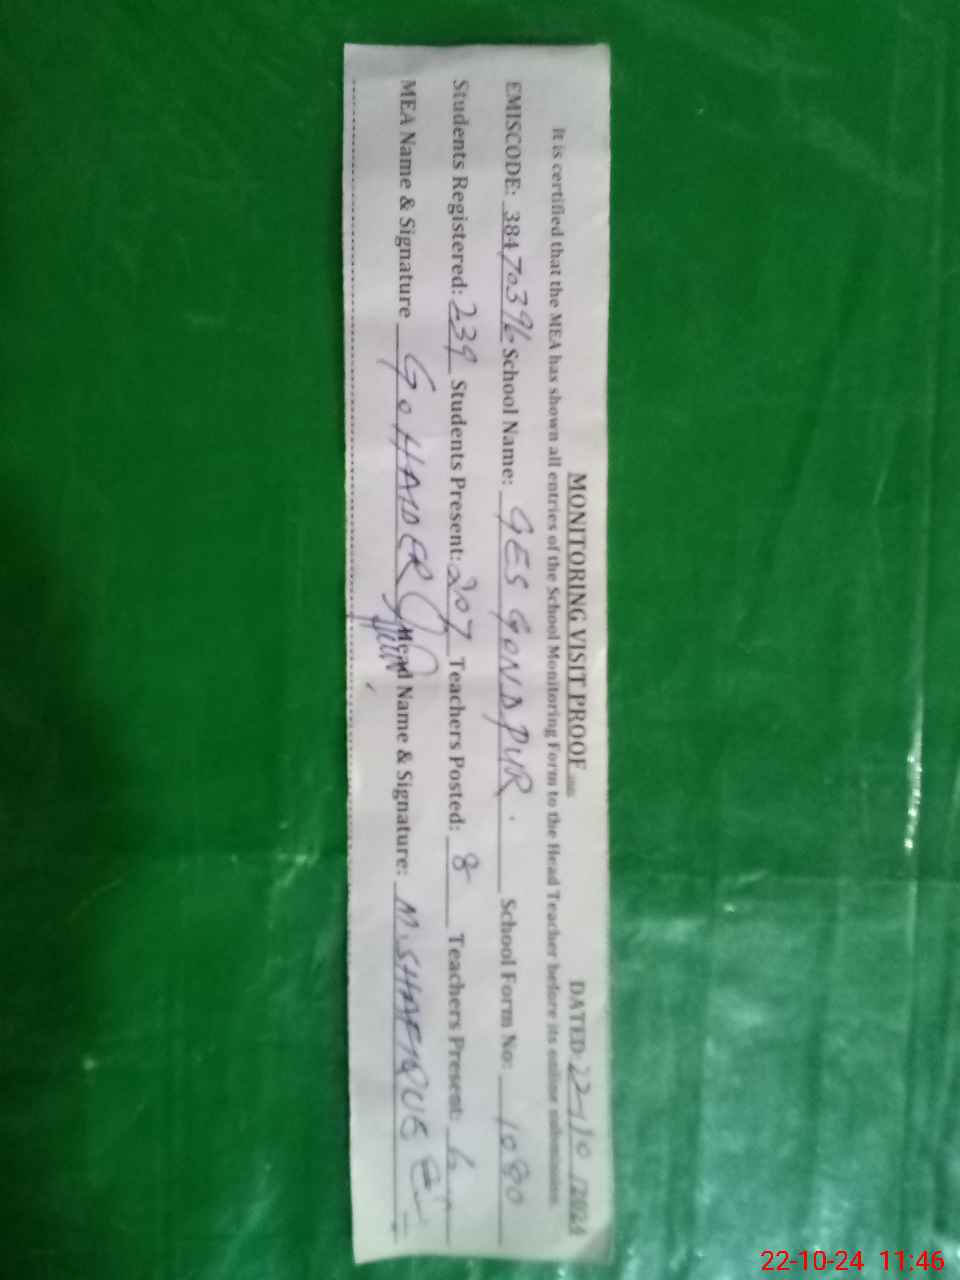 MONITORING VISIT PROOF DATED 22-10 /2024
It is certified that the MEA has shown all entries of the School Monitoring Form to the Head Teacher before its online submission.
EMISCODE: 38470396 School Name: GES GONDPUR. School Form No: 1080
Students Registered: 239 Students Present: 207 Teachers Posted: 8 Teachers Present: 6
MEA Name & Signature G. HAIDER Head Name & Signature: M. SHAFIQUE
22-10-24 11:46